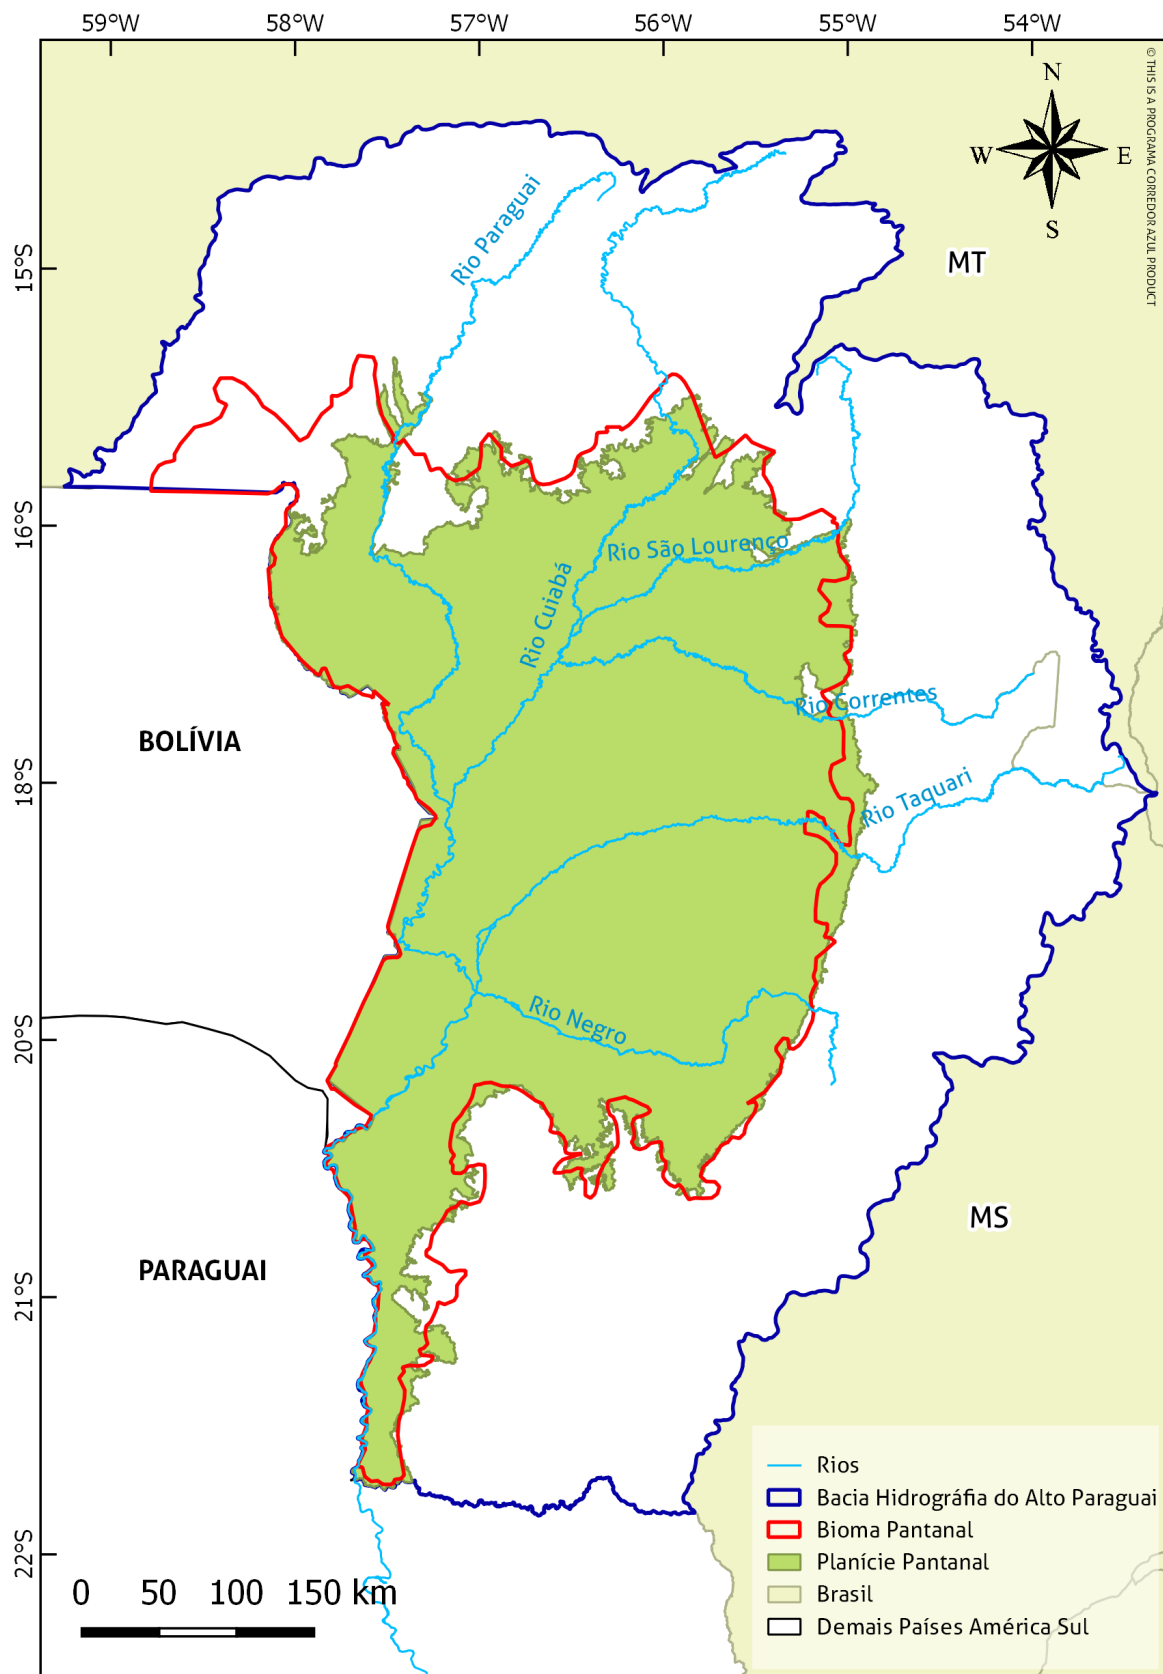 59°W 58°W 57°W 56°W 55°W 54°W
© THIS IS A PROGRAMA CORREDOR AZUL PRODUCT
N
W E
S
15°S
16°S
18°S
20°S
21°S
22°S
MT
Rio Paraguai
Rio São Lourenço
Rio Cuiabá
Rio Correntes
BOLÍVIA
Rio Taquari
Rio Negro
MS
PARAGUAI
Rios
Bacia Hidrográfia do Alto Paraguai
Bioma Pantanal
Planície Pantanal
Brasil
Demais Países América Sul
0 50 100 150 km